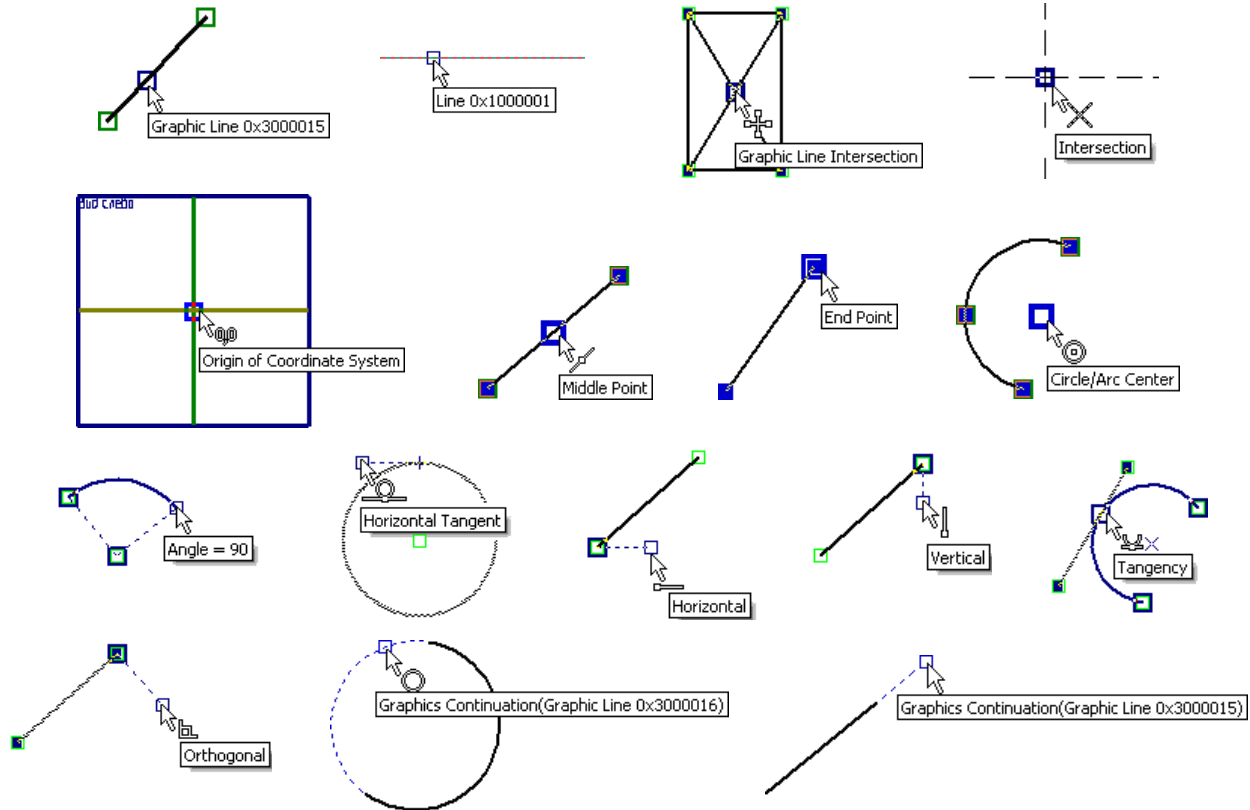 Graphic Line 0x3000015
Line 0x1000001
Graphic Line Intersection
Intersection
Вид слева
Origin of Coordinate System
Middle Point
End Point
Circle/Arc Center
Angle = 90
Horizontal Tangent
Horizontal
Vertical
Tangency
Orthogonal
Graphics Continuation(Graphic Line 0x3000016)
Graphics Continuation(Graphic Line 0x3000015)